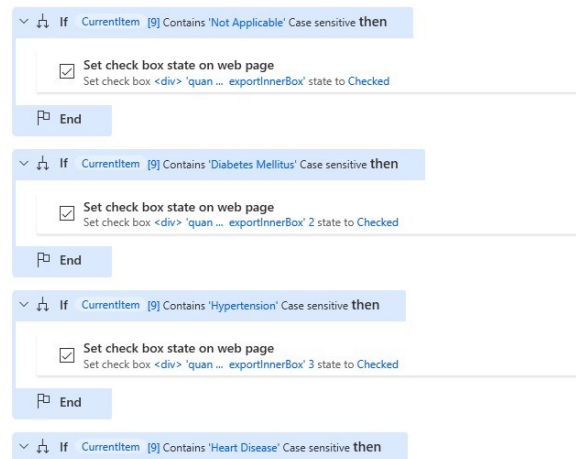 If CurrentItem [9] Contains 'Not Applicable' Case sensitive then
Set check box state on web page
Set check box <div> 'quan ... exportInnerBox' state to Checked
End
If CurrentItem [9] Contains 'Diabetes Mellitus' Case sensitive then
Set check box state on web page
Set check box <div> 'quan ... exportInnerBox' 2 state to Checked
End
If CurrentItem [9] Contains 'Hypertension' Case sensitive then
Set check box state on web page
Set check box <div> 'quan ... exportInnerBox' 3 state to Checked
End
If CurrentItem [9] Contains 'Heart Disease' Case sensitive then